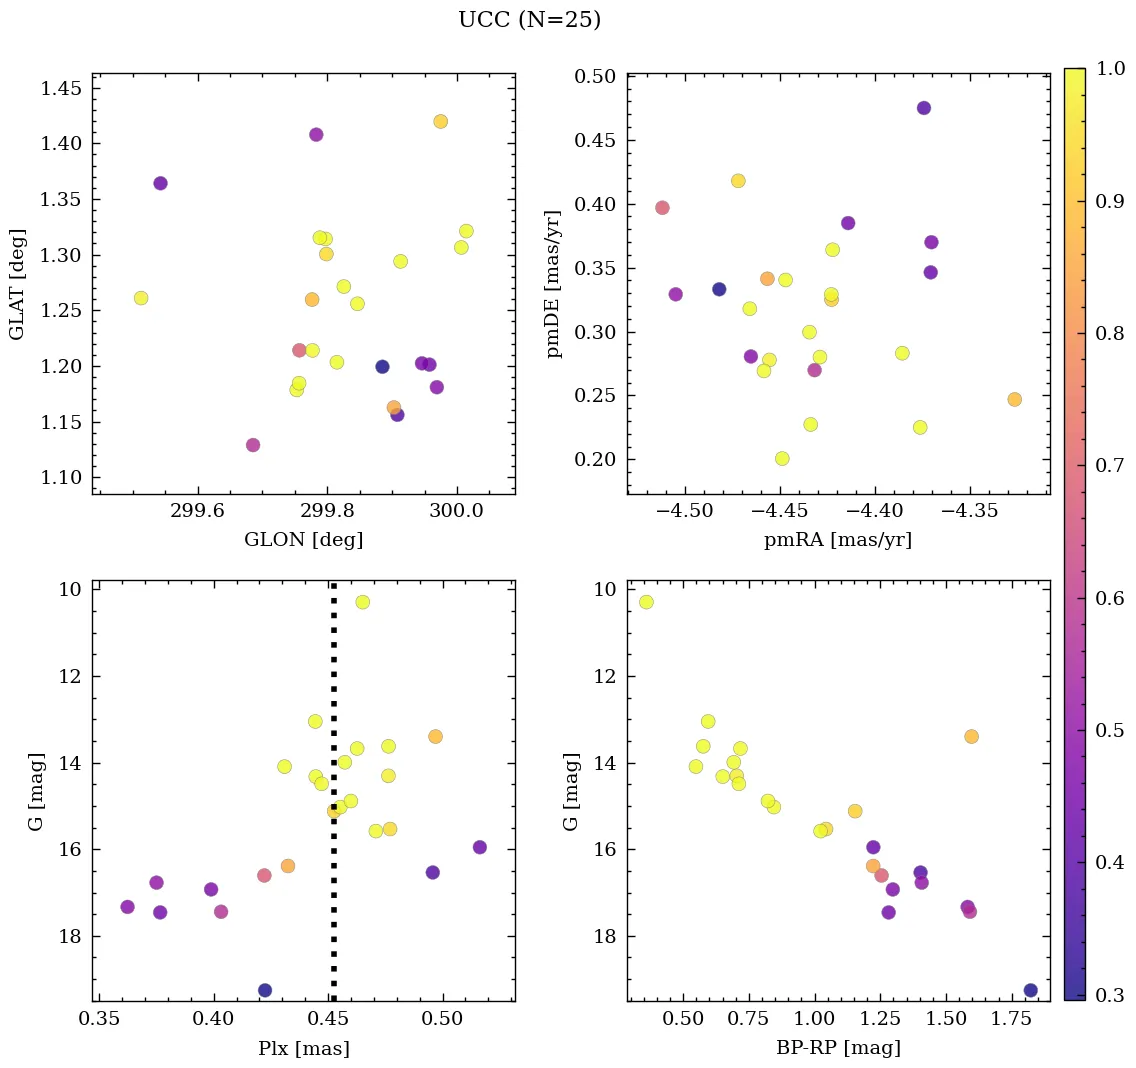 UCC (N=25)
1.45
1.40
1.35
1.30
1.25
1.20
1.15
1.10
GLAT [deg]
299.6 299.8 300.0
GLON [deg]
0.50
0.45
0.40
0.35
0.30
0.25
0.20
pmDE [mas/yr]
−4.50 −4.45 −4.40 −4.35
pmRA [mas/yr]
10
12
14
16
18
G [mag]
0.35 0.40 0.45 0.50
Plx [mas]
10
12
14
16
18
G [mag]
0.50 0.75 1.00 1.25 1.50 1.75
BP-RP [mag]
1.0
0.9
0.8
0.7
0.6
0.5
0.4
0.3